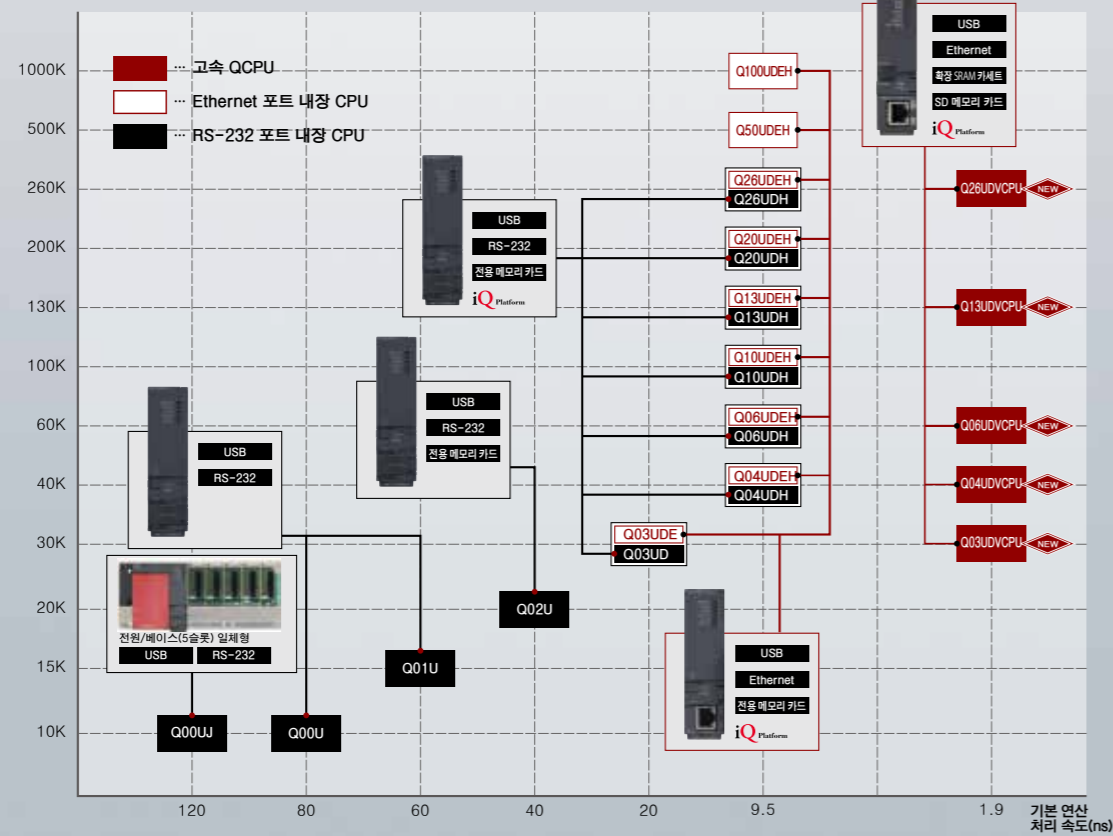 1000K
500K
260K
200K
130K
100K
60K
40K
30K
20K
15K
10K
··· 고속 QCPU
··· Ethernet 포트 내장 CPU
··· RS-232 포트 내장 CPU
USB
Ethernet
확장 SRAM 카세트
SD 메모리 카드
iQ Platform
Q100UDEH
Q50UDEH
Q26UDEH
Q26UDH
Q20UDEH
Q20UDH
Q13UDEH
Q13UDH
Q10UDEH
Q10UDH
Q06UDEH
Q06UDH
Q04UDEH
Q04UDH
Q03UDE
Q03UD
Q26UDVCPU NEW
Q13UDVCPU NEW
Q06UDVCPU NEW
Q04UDVCPU NEW
Q03UDVCPU NEW
USB
RS-232
전용 메모리 카드
iQ Platform
USB
RS-232
전용 메모리 카드
USB
RS-232
전원/베이스(5슬롯) 일체형
USB RS-232
Q02U
Q01U
Q00UJ
Q00U
USB
Ethernet
전용 메모리 카드
iQ Platform
120 80 60 40 20 9.5 1.9
기본 연산
처리 속도(ns)